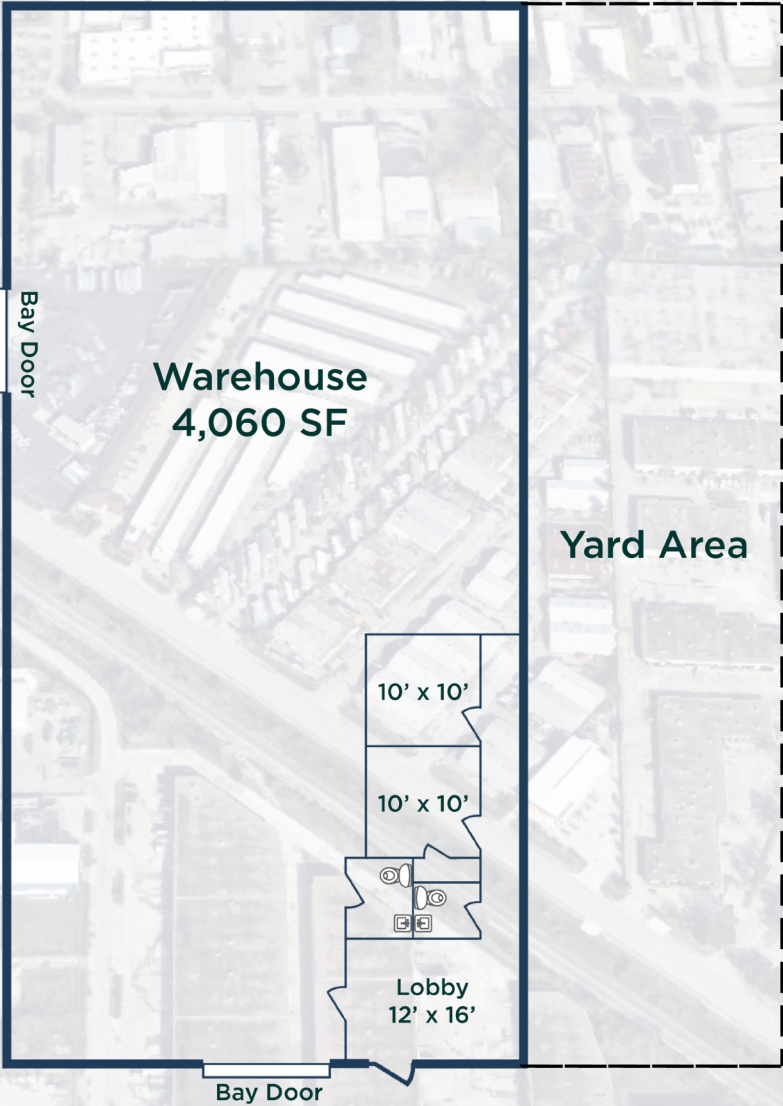 Bay Door
Warehouse
4,060 SF
Yard Area
10’ x 10’
10’ x 10’
Lobby
12’ x 16’
Bay Door